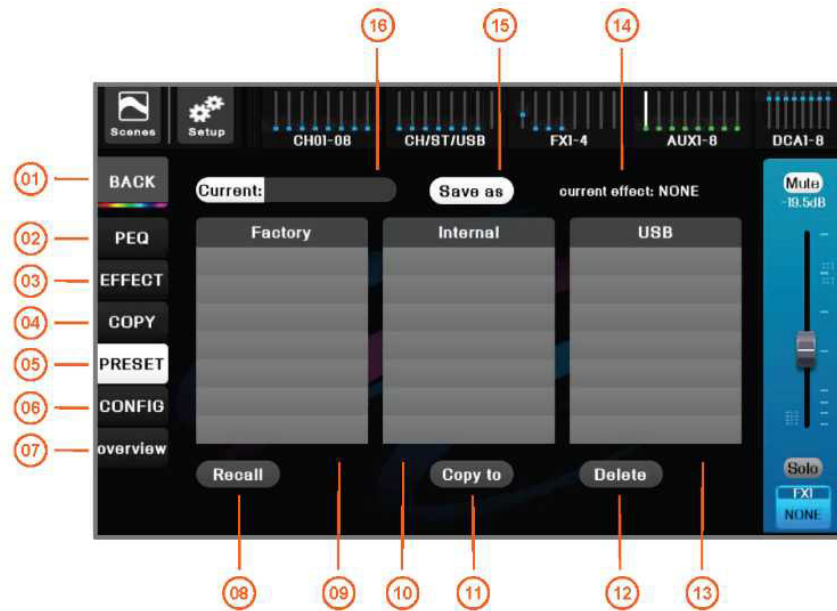 16 15 14
Scenes Setup CH01-08 CH/ST/USB FX1-4 AUX1-8 DCA1-8
01 BACK Current: Save as current effect: NONE Mute
-19.5dB
02 PEQ Factory Internal USB
03 EFFECT
04 COPY
05 PRESET
06 CONFIG
07 overview
Recall Copy to Delete Solo
FX1
NONE
08 09 10 11 12 13